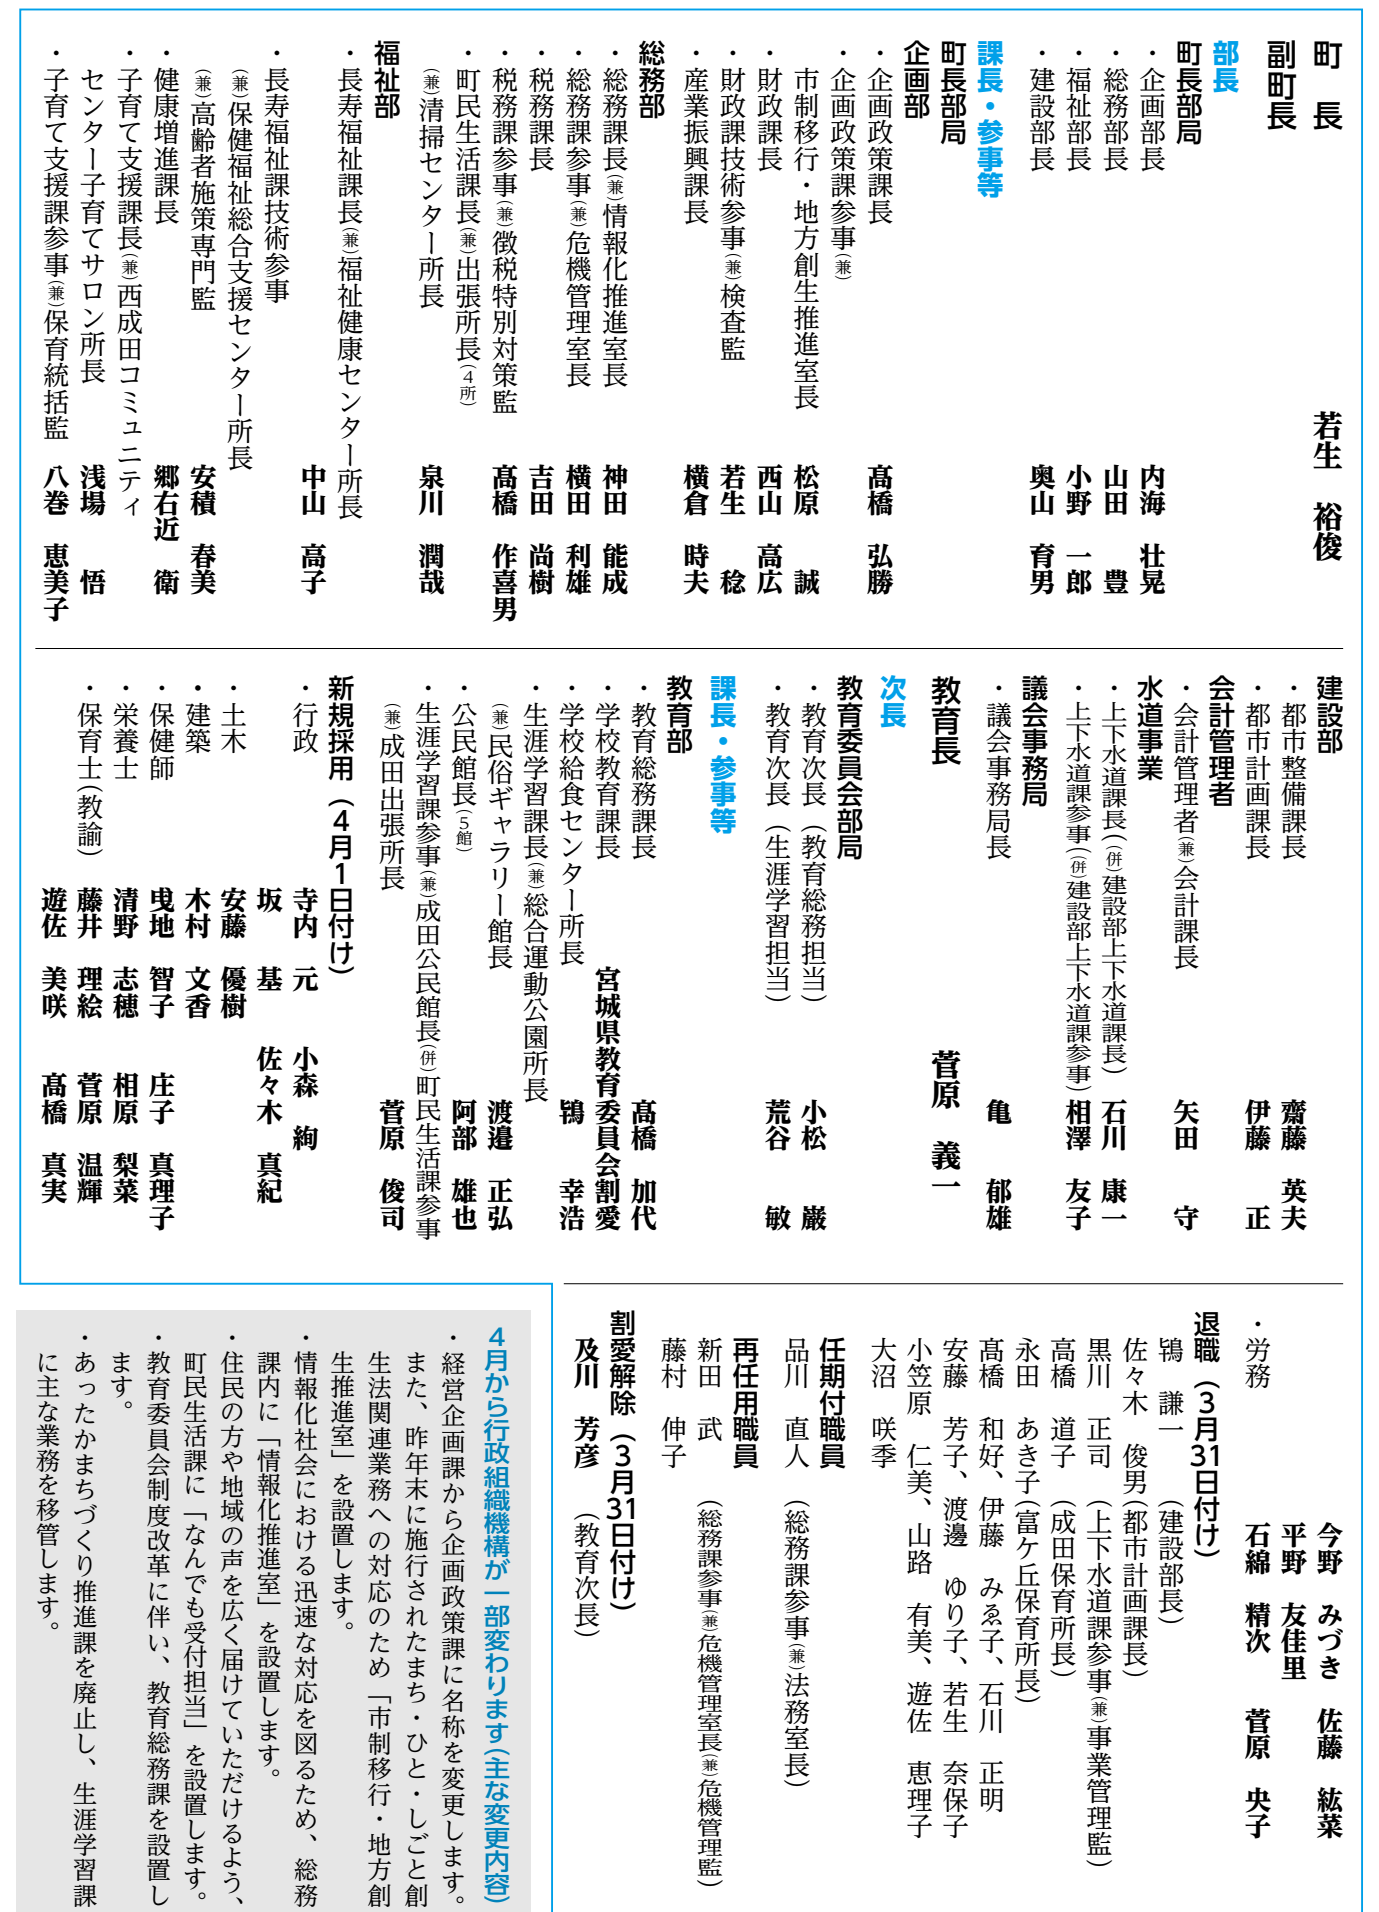 町　長　若生　裕俊
副町長
部長
町長部局
・企画部長　内海　壮晃
・総務部長　山田　　豊
・福祉部長　小野　一郎
・建設部長　奥山　育男
課長・参事等
町長部局
企画部
・企画政策課長　髙橋　弘勝
・企画政策課参事(兼)
市制移行・地方創生推進室長　松原　　誠
・財政課長　西山　高広
・財政課技術参事(兼)検査監　若生　　稔
・産業振興課長　横倉　時夫
総務部
・総務課長(兼)情報化推進室長　神田　能成
・総務課参事(兼)危機管理室長　横田　利雄
・税務課長　吉田　尚樹
・税務課参事(兼)徴税特別対策監　髙橋　作喜男
・町民生活課長(兼)出張所長(4所)
(兼)清掃センター所長　泉川　潤哉
福祉部
・長寿福祉課長(兼)福祉健康センター所長
中山　高子
・長寿福祉課技術参事
(兼)保健福祉総合支援センター所長
(兼)高齢者施策専門監　安積　春美
・健康増進課長　郷右近　衛
・子育て支援課長(兼)西成田コミュニティ
センター子育てサロン所長　浅場　　悟
・子育て支援課参事(兼)保育統括監　八巻　恵美子
建設部
・都市整備課長　齋藤　英夫
・都市計画課長　伊藤　　正
会計管理者
・会計管理者(兼)会計課長　矢田　　守
水道事業
・上下水道課長((併)建設部上下水道課長)　石川　康一
・上下水道課参事((併)建設部上下水道課参事)　相澤　友子
議会事務局
・議会事務局長　亀　　郁雄
教育長　菅原　義一
次長
教育委員会部局
・教育次長（教育総務担当）　小松　　巌
・教育次長（生涯学習担当）　荒谷　　敏
課長・参事等
教育部
・教育総務課長　髙橋　加代
・学校教育課長　宮城県教育委員会割愛
・学校給食センター所長　鴇　　幸浩
・生涯学習課長(兼)総合運動公園所長
(兼)民俗ギャラリー館長　渡邉　正弘
・公民館長(5館)　阿部　雄也
・生涯学習課参事(兼)成田公民館長(併)町民生活課参事
(兼)成田出張所長　菅原　俊司
新規採用（4月1日付け）
・行政　寺内　元　　小森　絢
坂　　基　　佐々木　真紀
・土木　安藤　優樹
・建築　木村　文香
・保健師　曵地　智子　　庄子　真理子
・栄養士　清野　志穂　　相原　梨菜
・保育士(教諭)　藤井　理絵　　菅原　温輝
遊佐　美咲　　髙橋　真実
今野　みづき　佐藤　紘菜
平野　友佳里
・労務　石綿　精次　　菅原　央子
退職（3月31日付け）
鴇　謙一　（建設部長）
佐々木　俊男（都市計画課長）
黒川　正司　（上下水道課参事(兼)事業管理監）
高橋　道子　（成田保育所長）
永田　あき子（富ケ丘保育所長）
髙橋　和好、伊藤　みゑ子、石川　正明
安藤　芳子、渡邊　ゆり子、若生　奈保子
小笠原　仁美、山路　有美、遊佐　恵理子
大沼　咲季
任期付職員
品川　直人　（総務課参事(兼)法務室長）
再任用職員
新田　武　　（総務課参事(兼)危機管理室長(兼)危機管理監）
藤村　伸子
割愛解除（3月31日付け）
及川　芳彦　（教育次長）
4月から行政組織機構が一部変わります(主な変更内容)
・経営企画課から企画政策課に名称を変更します。
また、昨年末に施行されたまち・ひと・しごと創
生法関連業務への対応のため「市制移行・地方創
生推進室」を設置します。
・情報化社会における迅速な対応を図るため、総務
課内に「情報化推進室」を設置します。
・住民の方や地域の声を広く届けていただけるよう、
町民生活課に「なんでも受付担当」を設置します。
・教育委員会制度改革に伴い、教育総務課を設置し
ます。
・あったかまちづくり推進課を廃止し、生涯学習課
に主な業務を移管します。